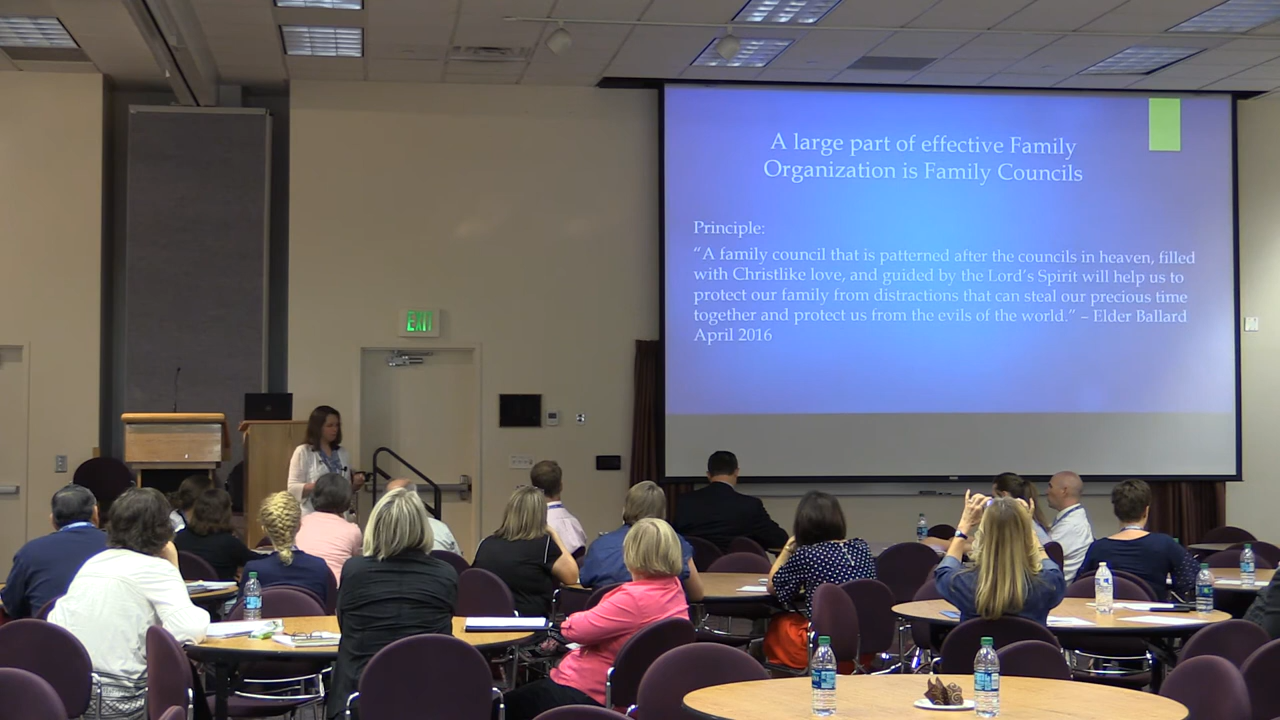 A large part of effective Family
Organization is Family Councils
Principle:
“A family council that is patterned after the councils in heaven, filled
with Christlike love, and guided by the Lord’s Spirit will help us to
protect our family from distractions that can steal our precious time
together and protect us from the evils of the world.” – Elder Ballard
April 2016
EXIT